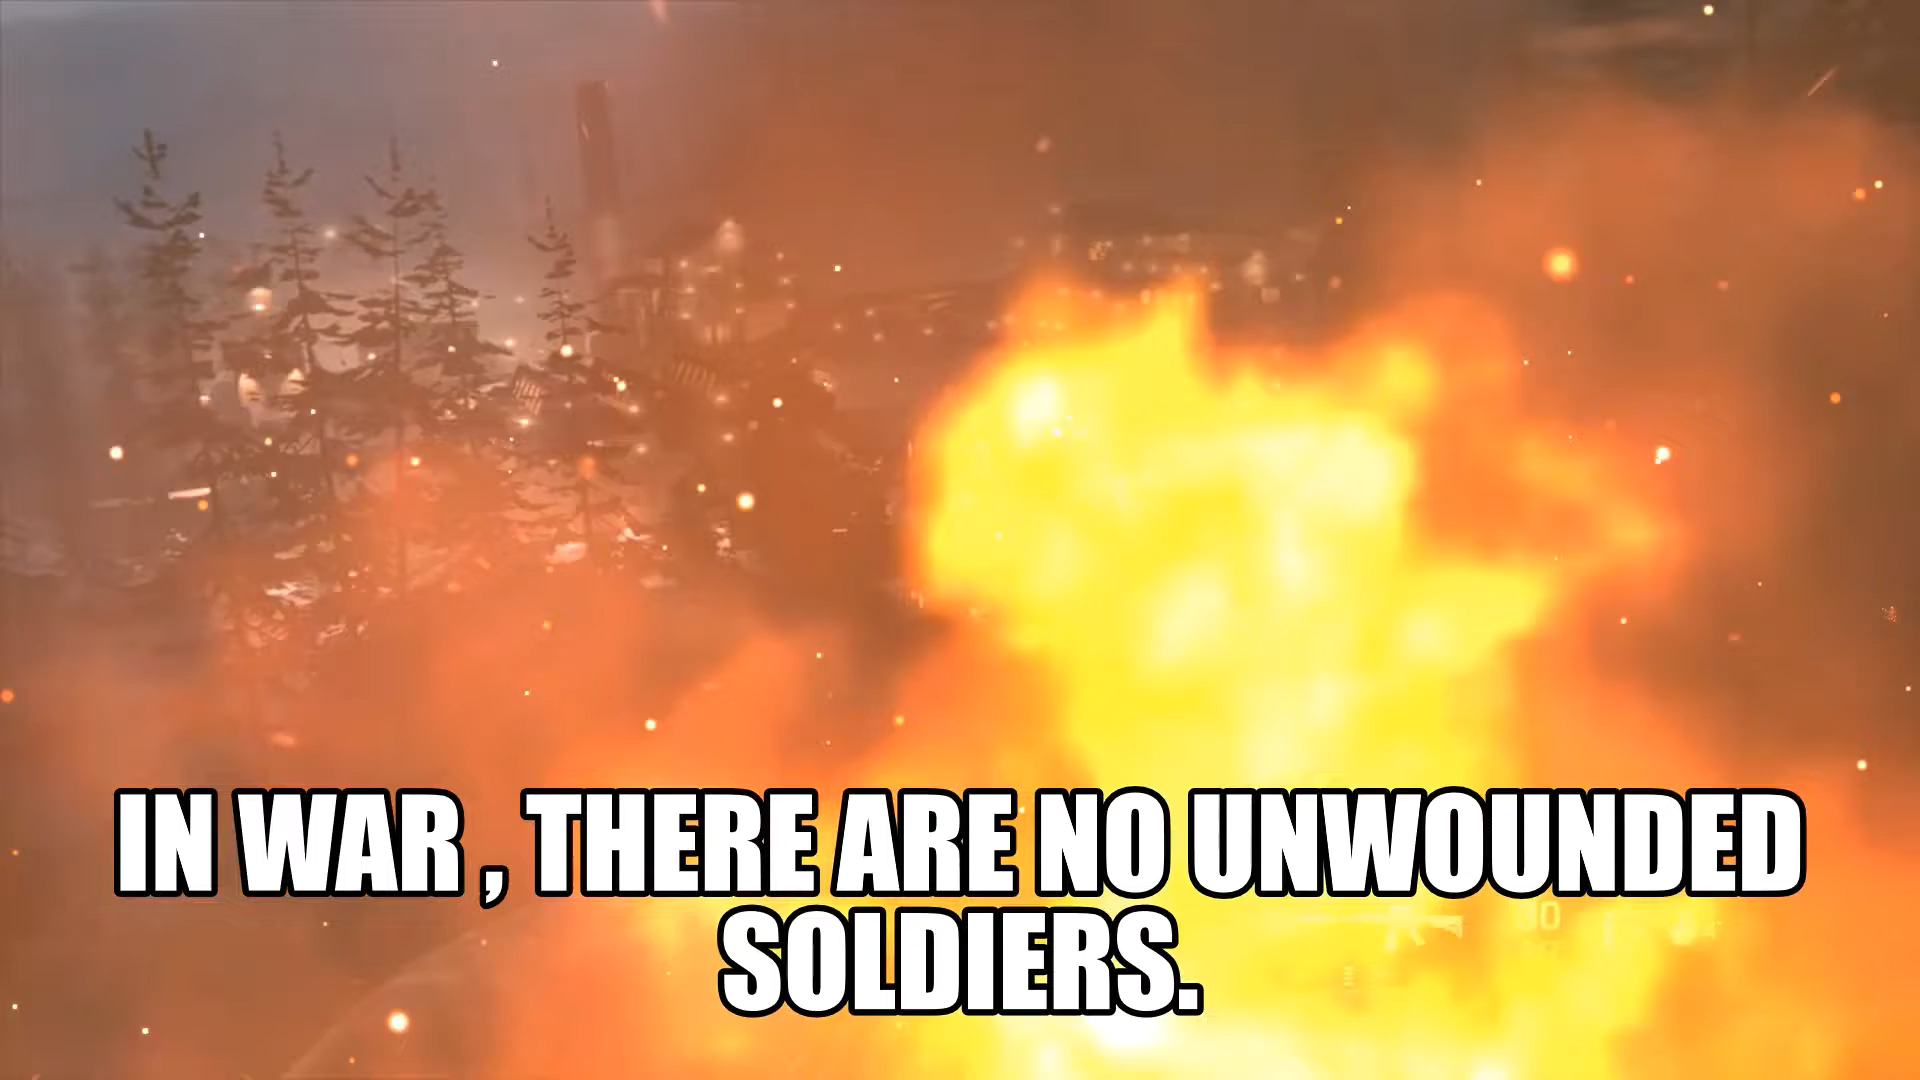 IN WAR , THERE ARE NO UNWOUNDED
SOLDIERS.